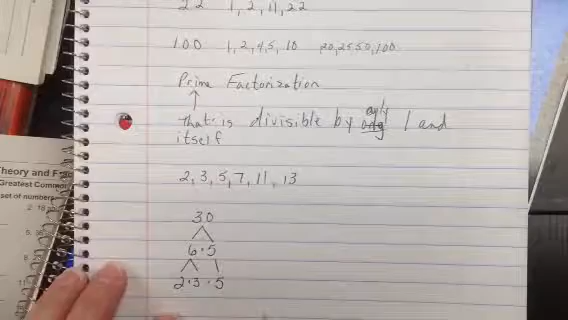 22 1, 2, 11, 22
100 1, 2, 4, 5, 10 20, 25 50, 100
Prime Factorization
that is divisible by only 1 and
itself
2, 3, 5, 7, 11, 13
30
6 · 5
2 · 3 · 5
heory and F
Greatest Commo
set of numbers